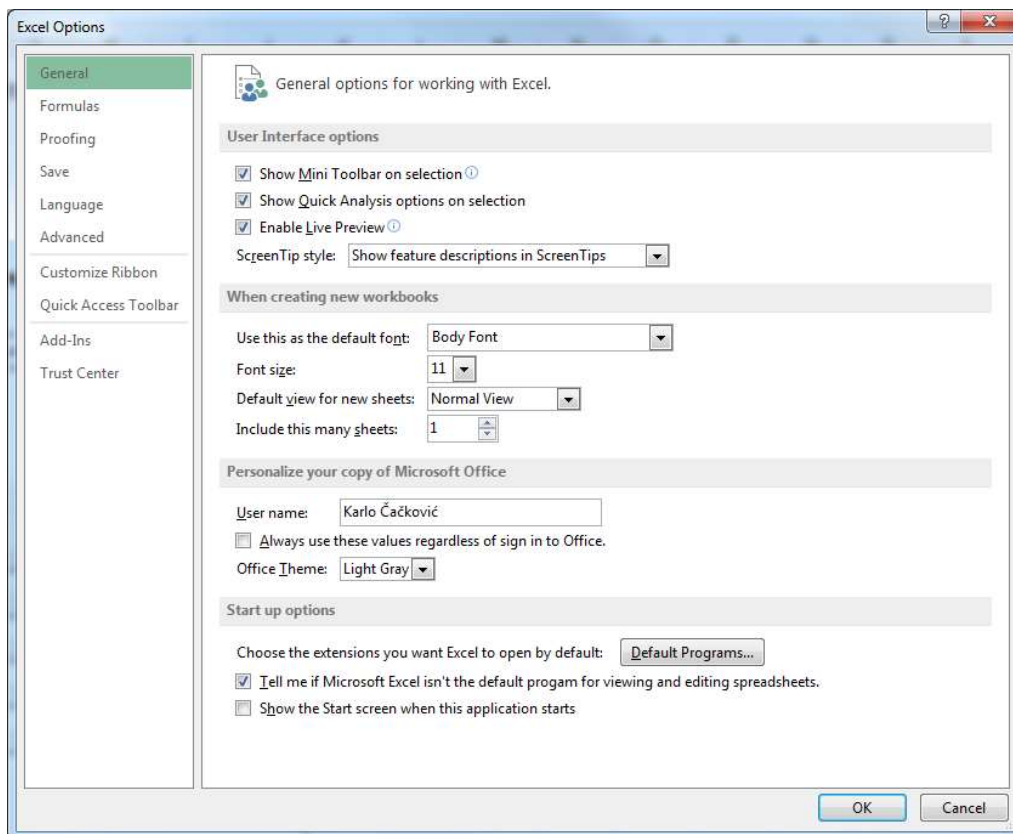 Excel Options
General
Formulas
Proofing
Save
Language
Advanced
Customize Ribbon
Quick Access Toolbar
Add-Ins
Trust Center
General options for working with Excel.
User Interface options
Show Mini Toolbar on selection
Show Quick Analysis options on selection
Enable Live Preview
ScreenTip style: Show feature descriptions in ScreenTips
When creating new workbooks
Use this as the default font: Body Font
Font size: 11
Default view for new sheets: Normal View
Include this many sheets: 1
Personalize your copy of Microsoft Office
User name: Karlo Čačković
Always use these values regardless of sign in to Office.
Office Theme: Light Gray
Start up options
Choose the extensions you want Excel to open by default: Default Programs...
Tell me if Microsoft Excel isn't the default progam for viewing and editing spreadsheets.
Show the Start screen when this application starts
OK Cancel